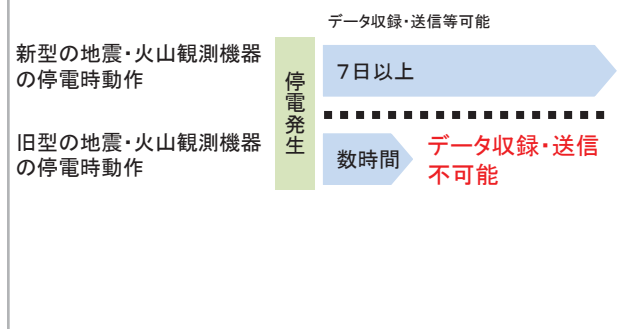 データ収録・送信等可能
新型の地震・火山観測機器
の停電時動作
停電発生
7日以上
旧型の地震・火山観測機器
の停電時動作
数時間
データ収録・送信
不可能